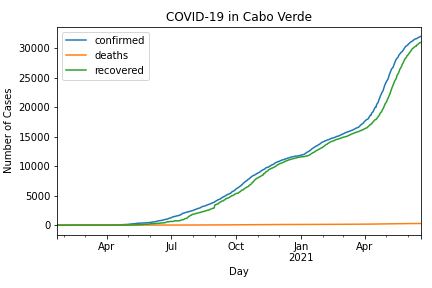 COVID-19 in Cabo Verde
confirmed
deaths
recovered
30000
25000
20000
15000
10000
5000
0
Number of Cases
Apr Jul Oct Jan Apr
2021
Day